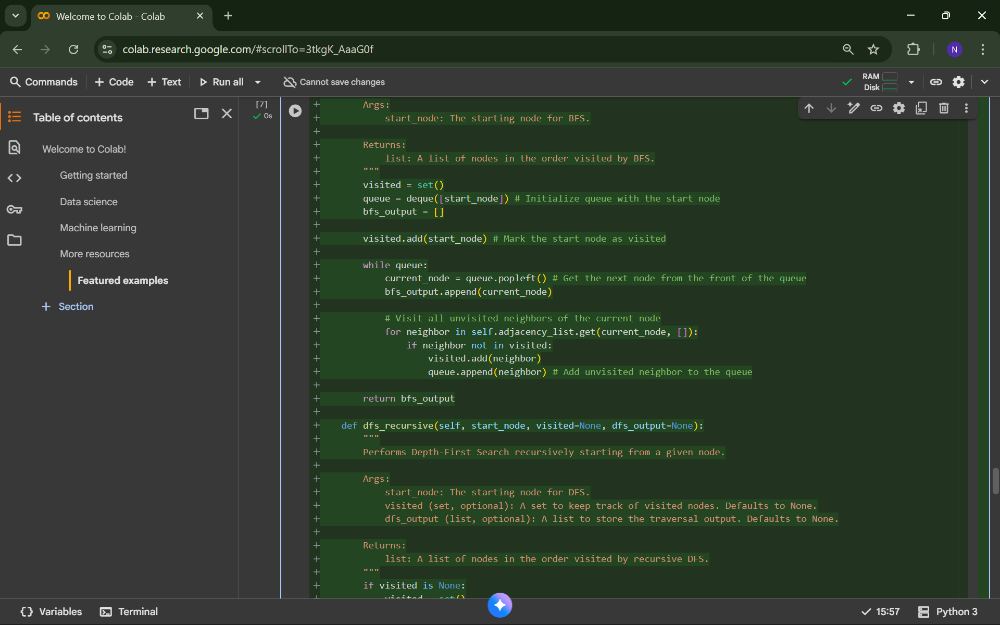 Welcome to Colab - Colab
colab.research.google.com/#scrollTo=3tkgK_AaaG0f
N
Commands
+ Code
+ Text
Run all
Cannot save changes
RAM
Disk
Table of contents
Welcome to Colab!
Getting started
Data science
Machine learning
More resources
Featured examples
+ Section
[7]
0s
+ Args:
+ start_node: The starting node for BFS.
+
+ Returns:
+ list: A list of nodes in the order visited by BFS.
+ """
+ visited = set()
+ queue = deque([start_node]) # Initialize queue with the start node
+ bfs_output = []
+
+ visited.add(start_node) # Mark the start node as visited
+
+ while queue:
+ current_node = queue.popleft() # Get the next node from the front of the queue
+ bfs_output.append(current_node)
+
+ # Visit all unvisited neighbors of the current node
+ for neighbor in self.adjacency_list.get(current_node, []):
+ if neighbor not in visited:
+ visited.add(neighbor)
+ queue.append(neighbor) # Add unvisited neighbor to the queue
+
+ return bfs_output
+
+ def dfs_recursive(self, start_node, visited=None, dfs_output=None):
+ """
+ Performs Depth-First Search recursively starting from a given node.
+
+ Args:
+ start_node: The starting node for DFS.
+ visited (set, optional): A set to keep track of visited nodes. Defaults to None.
+ dfs_output (list, optional): A list to store the traversal output. Defaults to None.
+
+ Returns:
+ list: A list of nodes in the order visited by recursive DFS.
+ """
+ if visited is None:
+ visited = set()
Variables
Terminal
15:57
Python 3